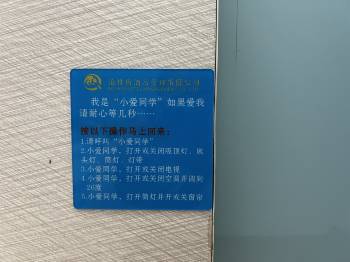 我是“小爱同学”如果爱我
请耐心等几秒……
按以下操作马上回来：
1.请呼叫“小爱同学”
2.小爱同学，打开或关闭吸顶灯、床
头灯、筒灯、灯带
3.小爱同学、打开或关闭电视
4.小爱同学、打开或关闭空调并调到
26度
5.小爱同学、打开筒灯并开或关窗帘